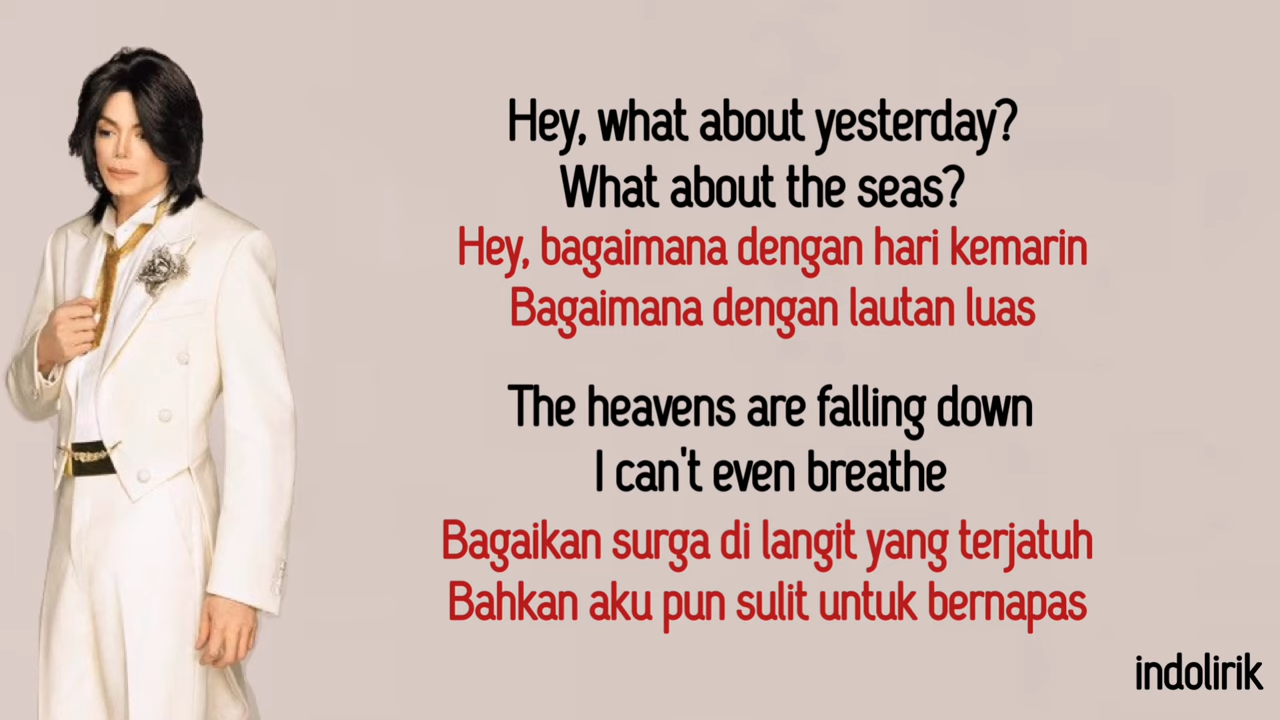 Hey, what about yesterday?
What about the seas?
Hey, bagaimana dengan hari kemarin
Bagaimana dengan lautan luas
The heavens are falling down
I can't even breathe
Bagaikan surga di langit yang terjatuh
Bahkan aku pun sulit untuk bernapas
indolirik